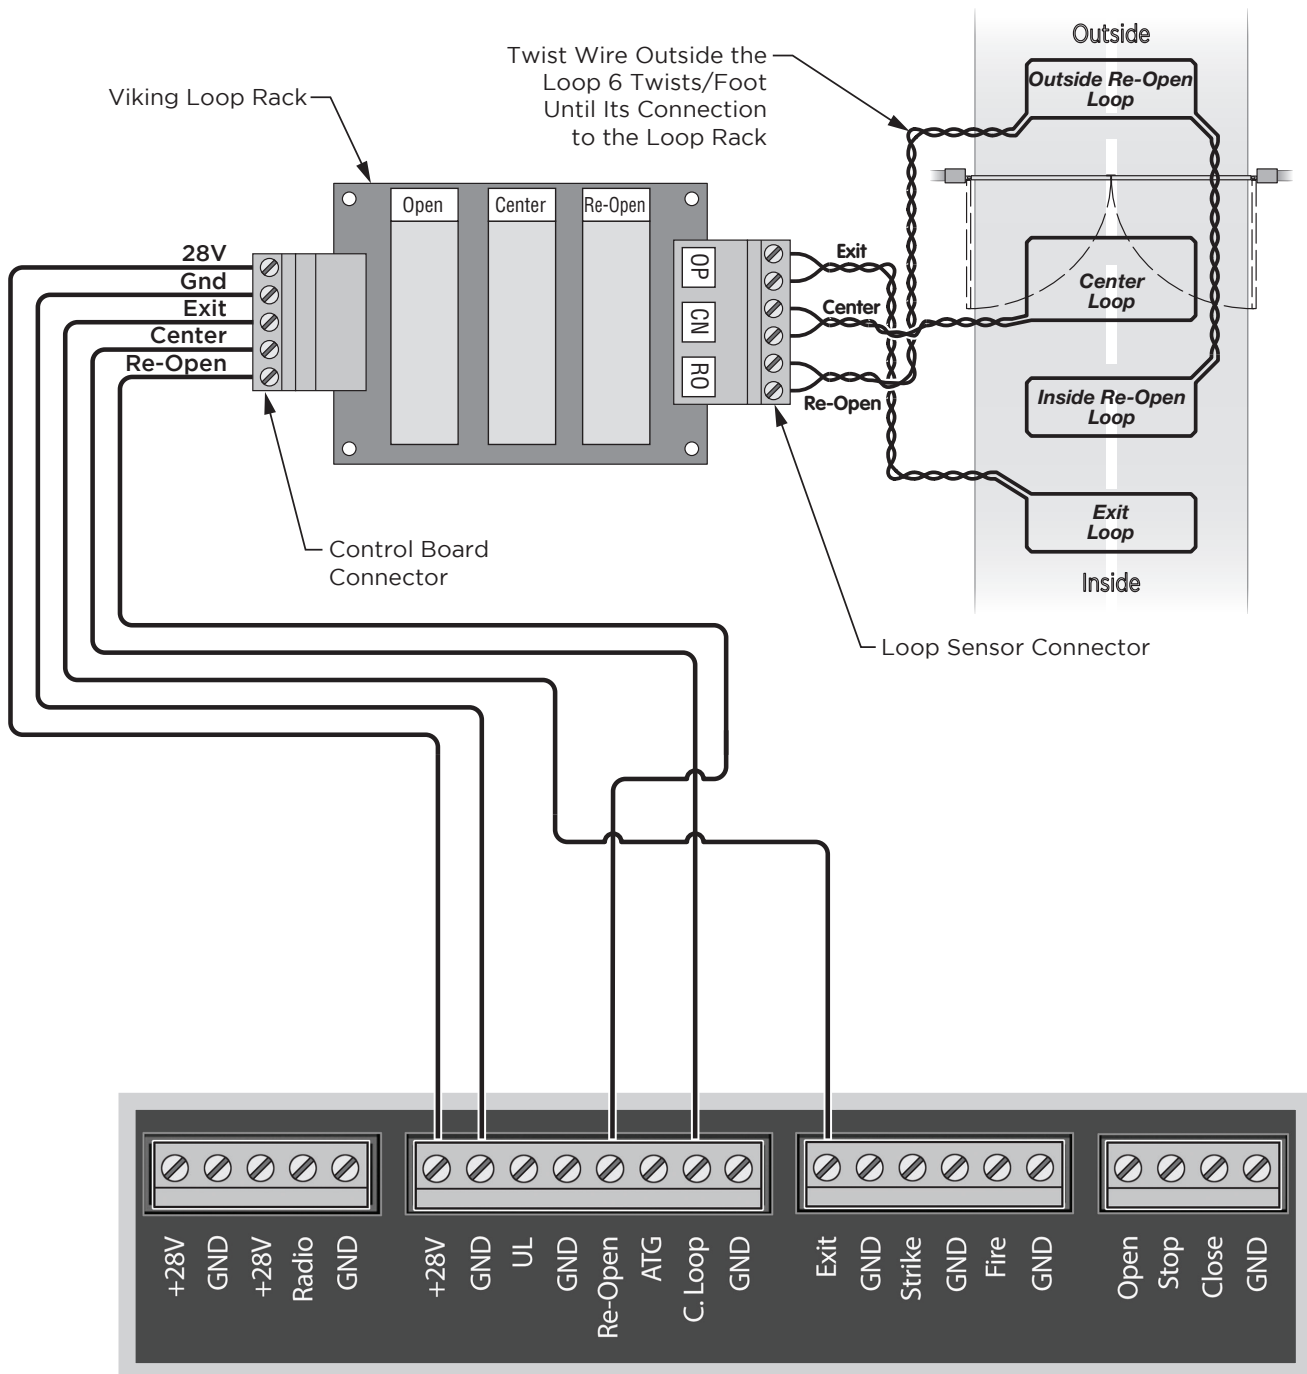 Outside
Twist Wire Outside the
Loop 6 Twists/Foot
Until Its Connection
to the Loop Rack
Viking Loop Rack
Outside Re-Open
Loop
Open
Center
Re-Open
28V
Gnd
Exit
Center
Re-Open
OP
CN
RO
Exit
Center
Re-Open
Center
Loop
Inside Re-Open
Loop
Exit
Loop
Inside
Control Board
Connector
Loop Sensor Connector
+28V
GND
+28V
Radio
GND
+28V
GND
UL
GND
Re-Open
ATG
C. Loop
GND
Exit
GND
Strike
GND
Fire
GND
Open
Stop
Close
GND